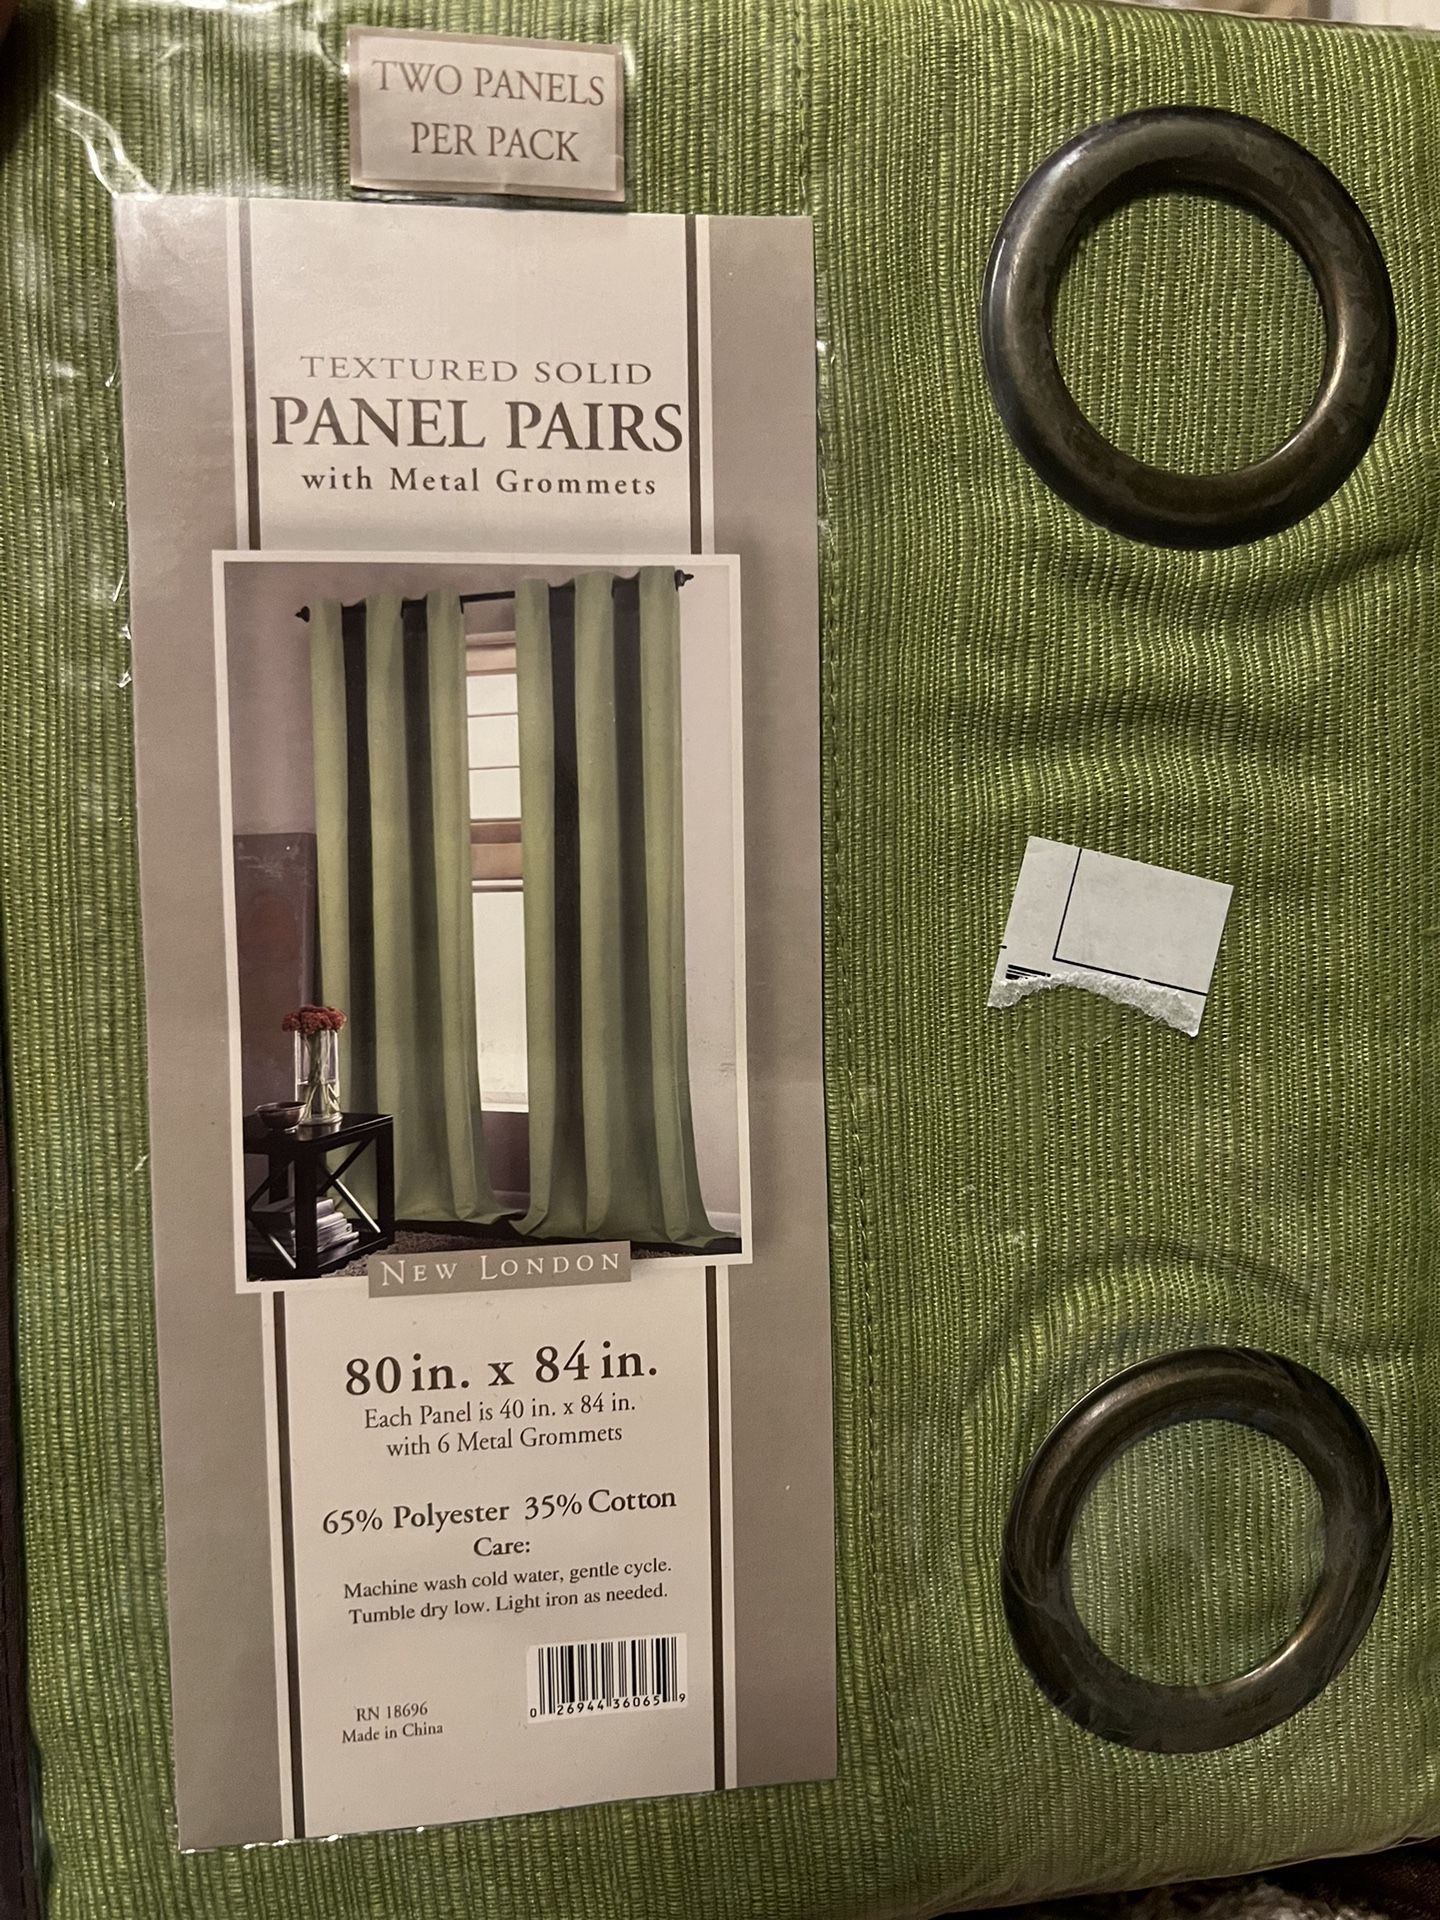 TWO PANELS
PER PACK
TEXTURED SOLID
PANEL PAIRS
with Metal Grommets
NEW LONDON
80 in. x 84 in.
Each Panel is 40 in. x 84 in.
with 6 Metal Grommets
65% Polyester 35% Cotton
Care:
Machine wash cold water, gentle cycle.
Tumble dry low. Light iron as needed.
RN 18696
Made in China
0 26944 36065 9